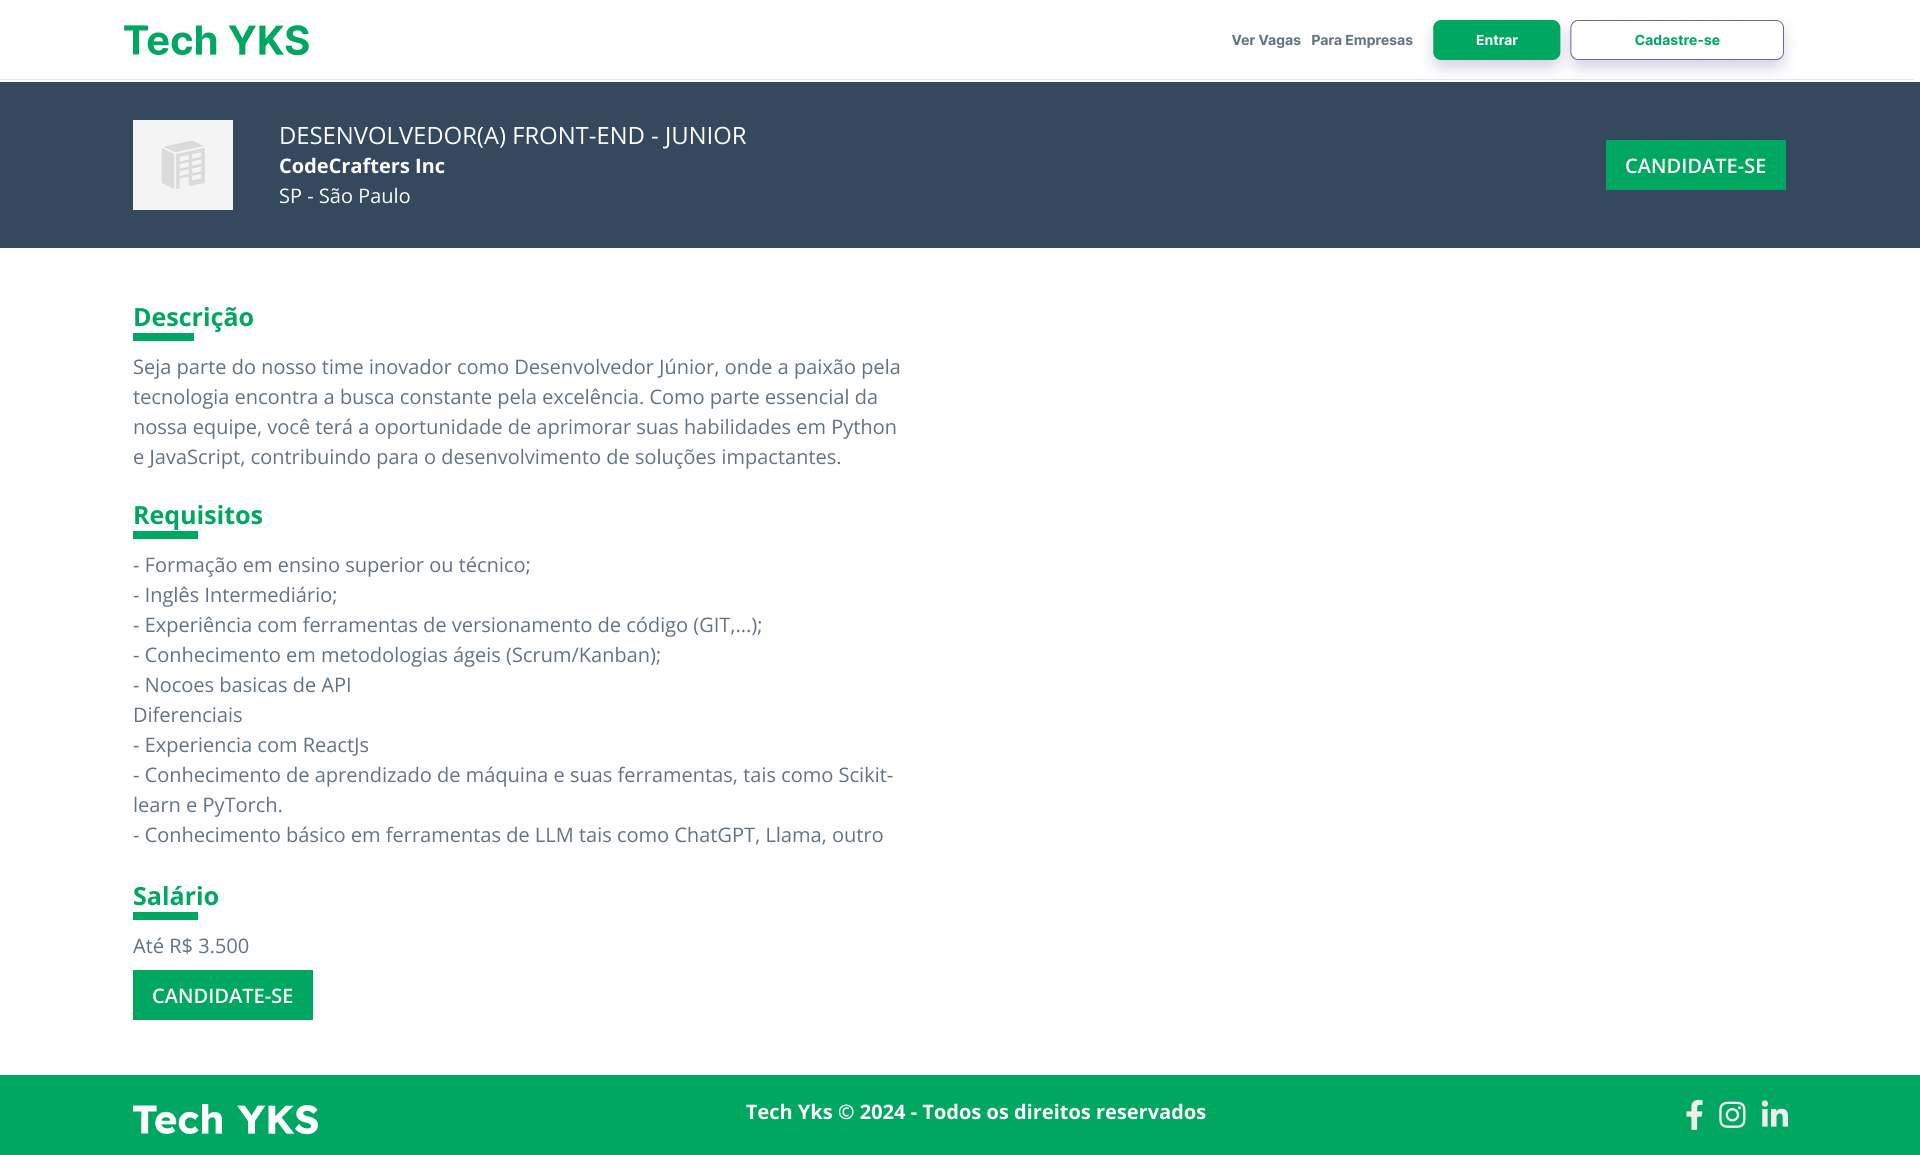 Tech YKS
Ver Vagas Para Empresas Entrar Cadastre-se
DESENVOLVEDOR(A) FRONT-END - JUNIOR
CodeCrafters Inc
SP - São Paulo
CANDIDATE-SE
Descrição
Seja parte do nosso time inovador como Desenvolvedor Júnior, onde a paixão pela
tecnologia encontra a busca constante pela excelência. Como parte essencial da
nossa equipe, você terá a oportunidade de aprimorar suas habilidades em Python
e JavaScript, contribuindo para o desenvolvimento de soluções impactantes.
Requisitos
- Formação em ensino superior ou técnico;
- Inglês Intermediário;
- Experiência com ferramentas de versionamento de código (GIT,...);
- Conhecimento em metodologias ágeis (Scrum/Kanban);
- Nocoes basicas de API
Diferenciais
- Experiencia com ReactJs
- Conhecimento de aprendizado de máquina e suas ferramentas, tais como Scikit-
learn e PyTorch.
- Conhecimento básico em ferramentas de LLM tais como ChatGPT, Llama, outro
Salário
Até R$ 3.500
CANDIDATE-SE
Tech YKS
Tech Yks © 2024 - Todos os direitos reservados